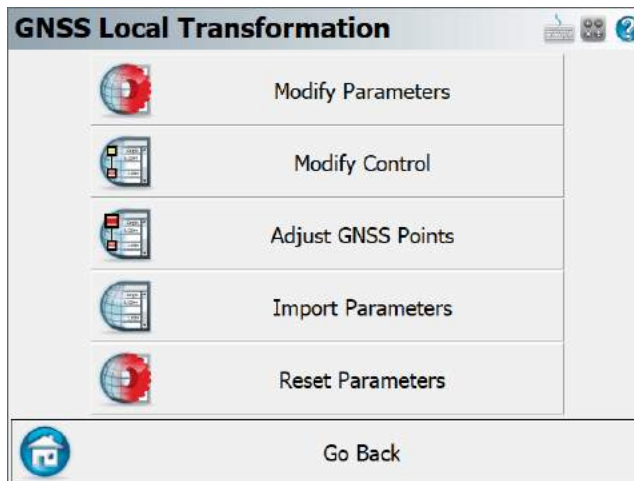 GNSS Local Transformation
Modify Parameters
Modify Control
Adjust GNSS Points
Import Parameters
Reset Parameters
Go Back